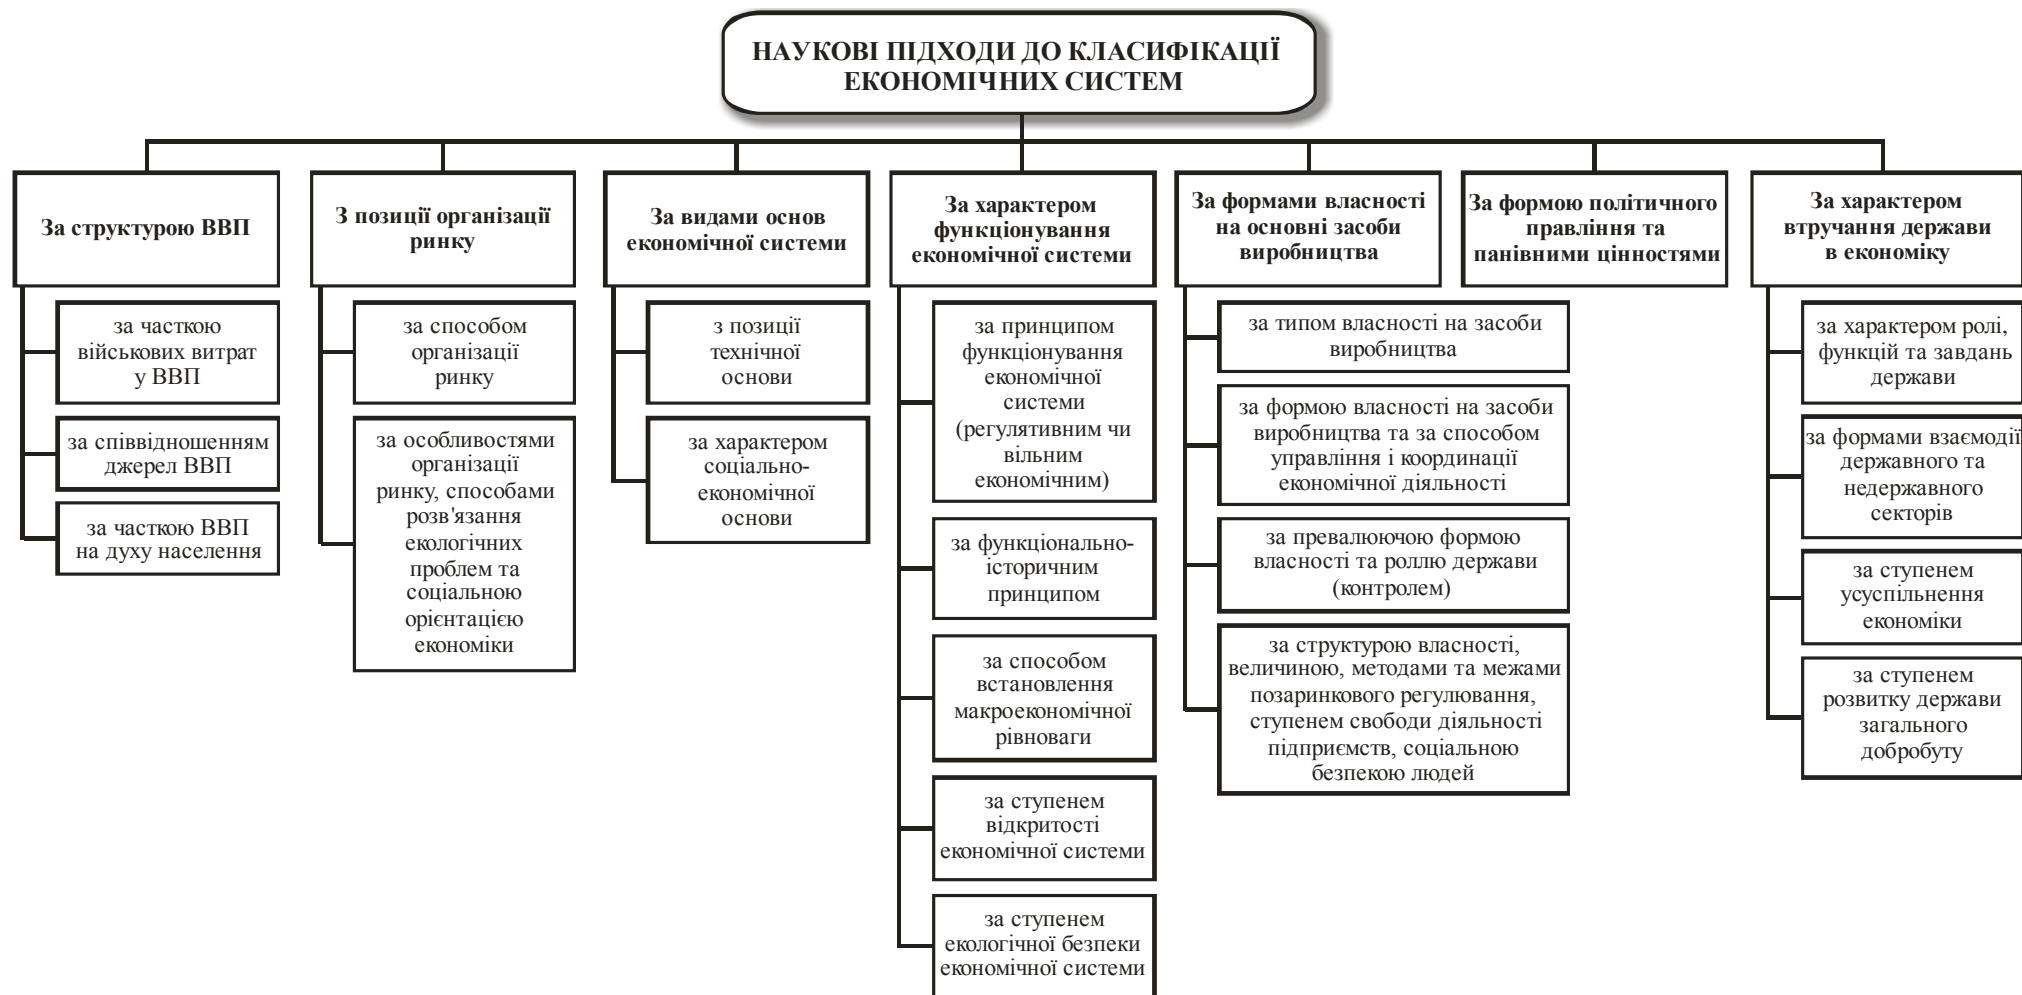 НАУКОВІ ПІДХОДИ ДО КЛАСИФІКАЦІЇ
ЕКОНОМІЧНИХ СИСТЕМ
За структурою ВВП
за часткою
військових витрат
у ВВП
за співвідношенням
джерел ВВП
за часткою ВВП
на духу населення
З позиції організації
ринку
за способом
організації
ринку
за особливостями
організації
ринку, способами
розв'язання
екологічних
проблем та
соціальною
орієнтацією
економіки
За видами основ
економічної системи
з позиції
технічної
основи
за характером
соціально-
економічної
основи
За характером
функціонування
економічної системи
за принципом
функціонування
економічної
системи
(регулятивним чи
вільним
економічним)
за функціонально-
історичним
принципом
за способом
встановлення
макроекономічної
рівноваги
за ступенем
відкритості
економічної системи
за ступенем
екологічної безпеки
економічної системи
За формами власності
на основні засоби
виробництва
за типом власності на засоби
виробництва
за формою власності на засоби
виробництва та за способом
управління і координації
економічної діяльності
за превалюючою формою
власності та роллю держави
(контролем)
за структурою власності,
величиною, методами та межами
позаринкового регулювання,
ступенем свободи діяльності
підприємств, соціальною
безпекою людей
За формою політичного
правління та
панівними цінностями
За характером
втручання держави
в економіку
за характером ролі,
функцій та завдань
держави
за формами взаємодії
державного та
недержавного
секторів
за ступенем
усуспільнення
економіки
за ступенем
розвитку держави
загального
добробуту